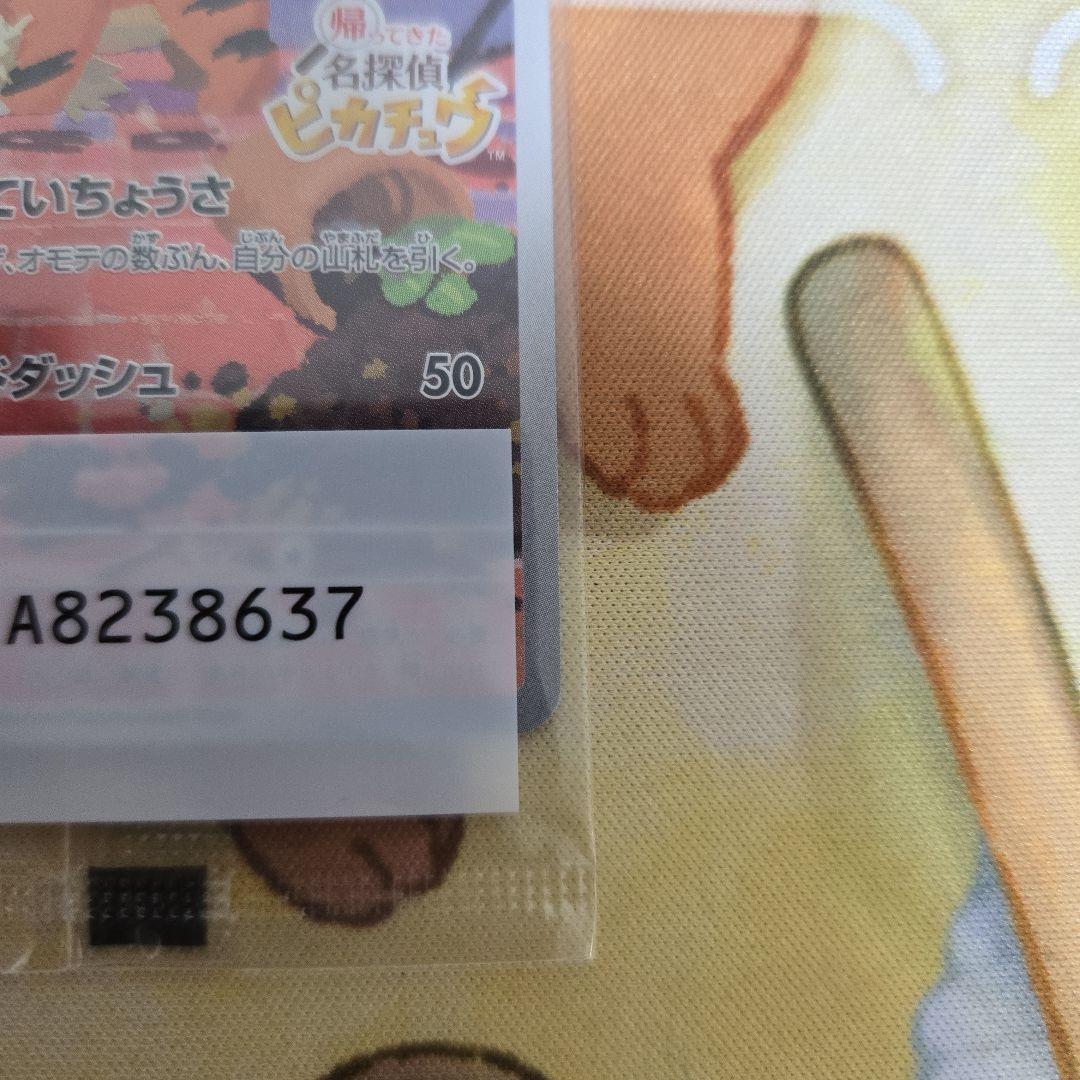 帰ってきた
名探偵
ピカチュウ
TM
ていちょうさ
、オモテの数ぶん、自分の山札を引く。
ドダッシュ 50
A8238637